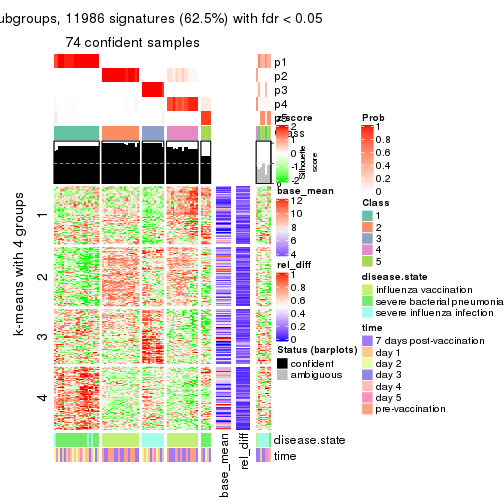 ubgroups, 11986 signatures (62.5%) with fdr < 0.05
74 confident samples
p1
p2
p3
p4
Class
Silhouette
score
k-means with 4 groups
1
2
3
4
base_mean
rel_diff
disease.state
time
z-score
2
1
0
-1
-2
base_mean
12
10
8
6
4
rel_diff
1
0.8
0.6
0.4
0.2
0
Status (barplots)
confident
ambiguous
Prob
1
0.8
0.6
0.4
0.2
0
Class
1
2
3
4
5
disease.state
influenza vaccination
severe bacterial pneumonia
severe influenza infection
time
7 days post-vaccination
day 1
day 2
day 3
day 4
day 5
pre-vaccination